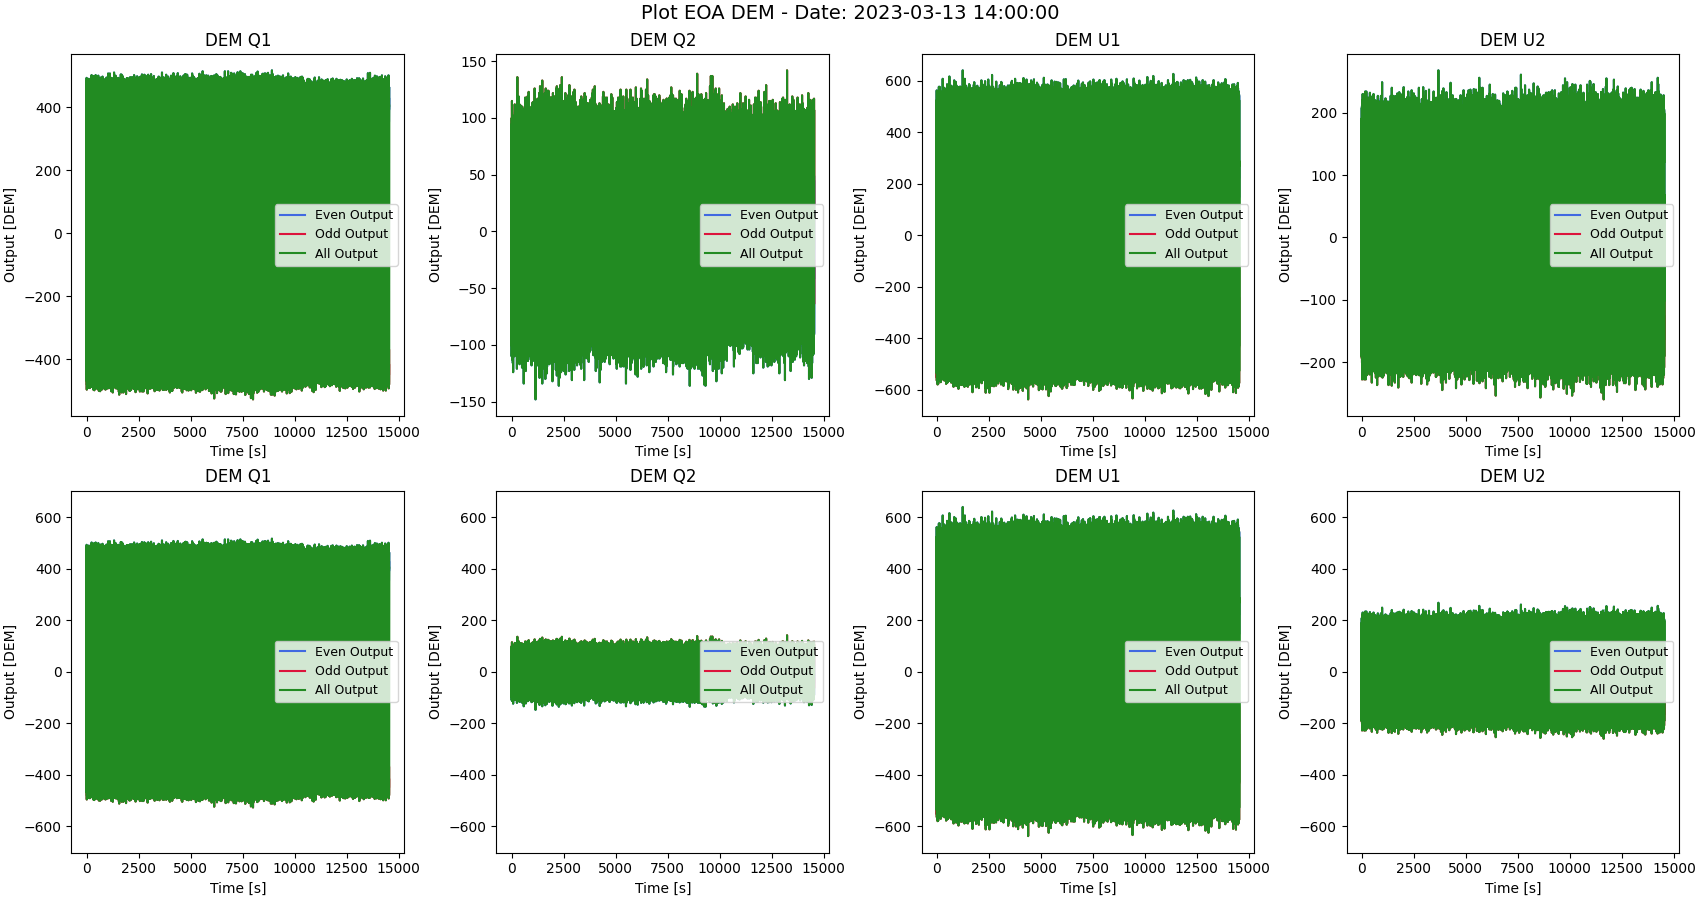 Plot EOA DEM - Date: 2023-03-13 14:00:00
DEM Q1
400
200
0
−200
−400
Output [DEM]
0 2500 5000 7500 10000 12500 15000
Time [s]
Even Output
Odd Output
All Output
DEM Q2
150
100
50
0
−50
−100
−150
Output [DEM]
0 2500 5000 7500 10000 12500 15000
Time [s]
Even Output
Odd Output
All Output
DEM U1
600
400
200
0
−200
−400
−600
Output [DEM]
0 2500 5000 7500 10000 12500 15000
Time [s]
Even Output
Odd Output
All Output
DEM U2
200
100
0
−100
−200
Output [DEM]
0 2500 5000 7500 10000 12500 15000
Time [s]
Even Output
Odd Output
All Output
DEM Q1
600
400
200
0
−200
−400
−600
Output [DEM]
0 2500 5000 7500 10000 12500 15000
Time [s]
Even Output
Odd Output
All Output
DEM Q2
600
400
200
0
−200
−400
−600
Output [DEM]
0 2500 5000 7500 10000 12500 15000
Time [s]
Even Output
Odd Output
All Output
DEM U1
600
400
200
0
−200
−400
−600
Output [DEM]
0 2500 5000 7500 10000 12500 15000
Time [s]
Even Output
Odd Output
All Output
DEM U2
600
400
200
0
−200
−400
−600
Output [DEM]
0 2500 5000 7500 10000 12500 15000
Time [s]
Even Output
Odd Output
All Output